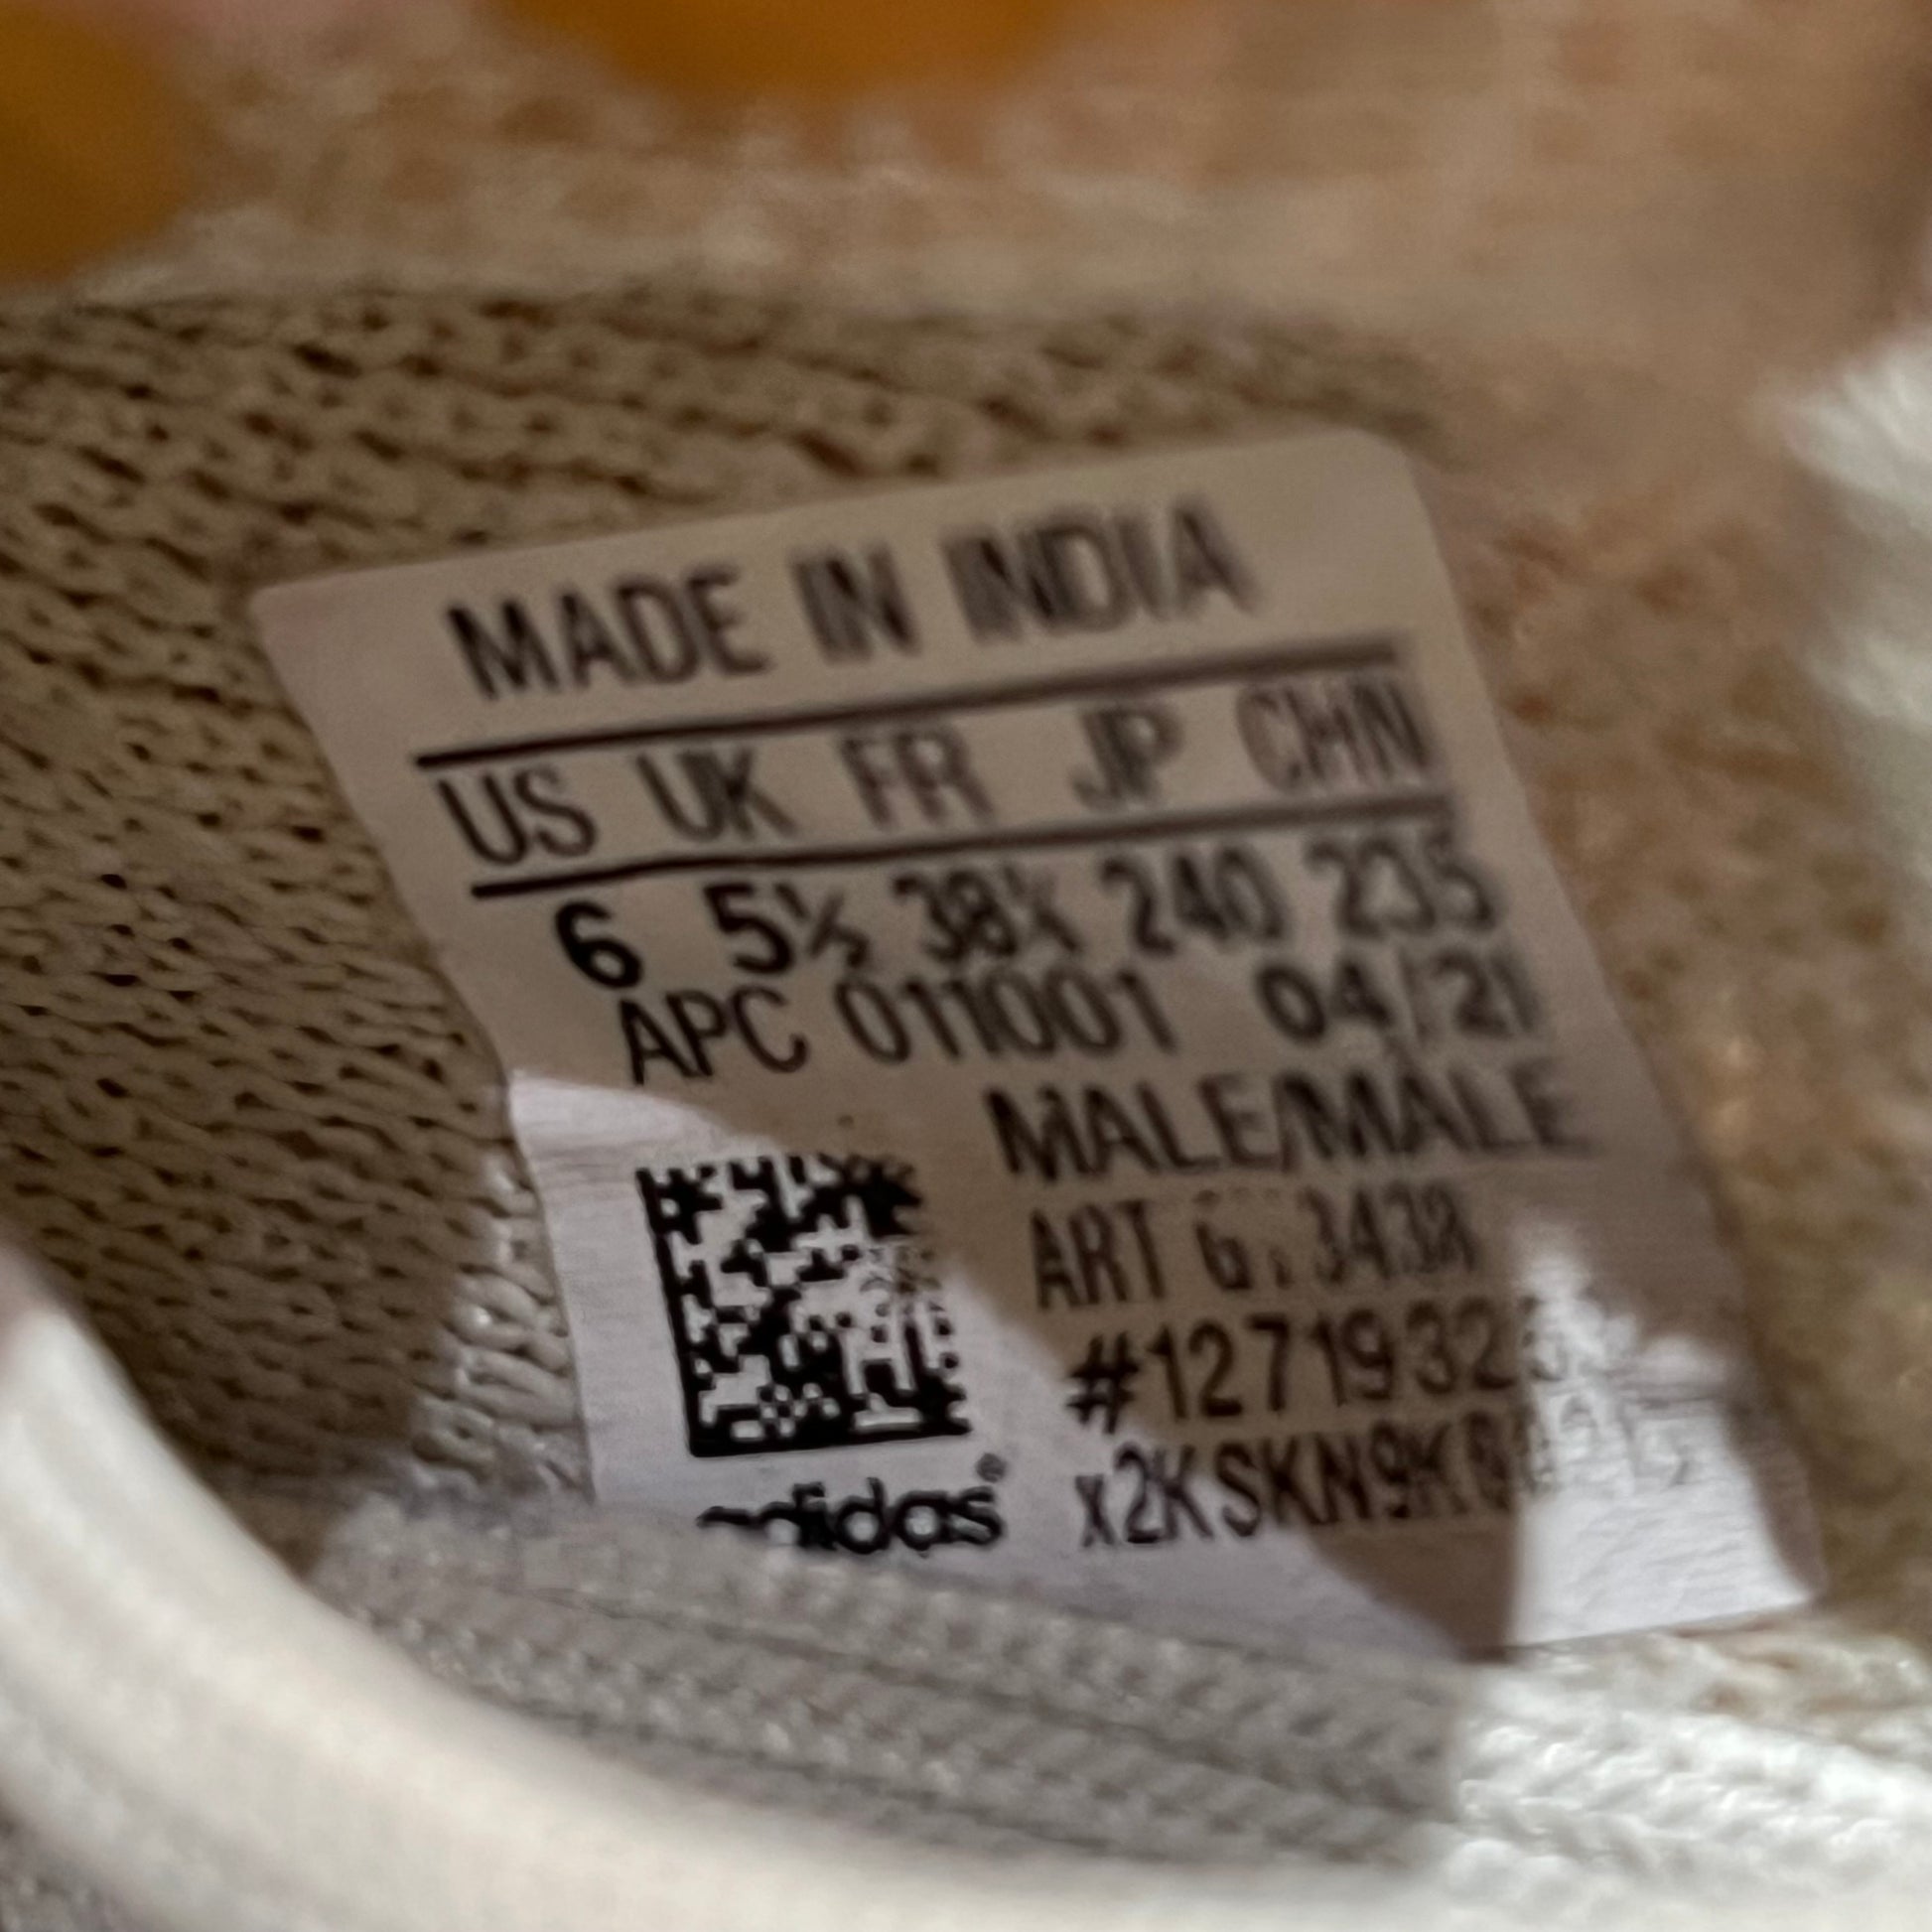 MADE IN INDIA
US UK FR JP CHN
6 5½ 38⅔ 240 235
APC 011001 04/21
MALE/MALE
ART
adidas®